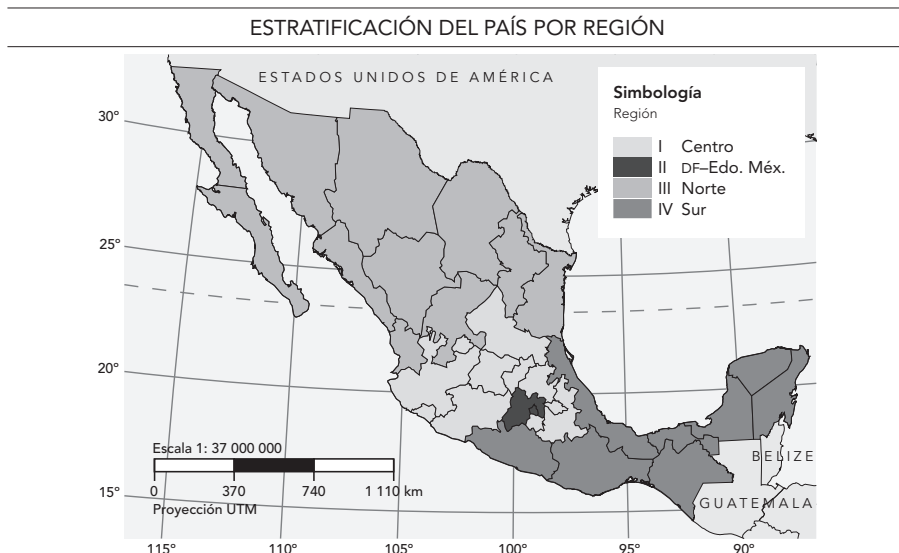 ESTRATIFICACIÓN DEL PAÍS POR REGIÓN
ESTADOS UNIDOS DE AMÉRICA
Simbología
Región
I Centro
II DF–Edo. Méx.
III Norte
IV Sur
30°
25°
20°
15°
Escala 1: 37 000 000
0 370 740 1 110 km
Proyección UTM
BELIZE
GUATEMALA
115° 110° 105° 100° 95° 90°